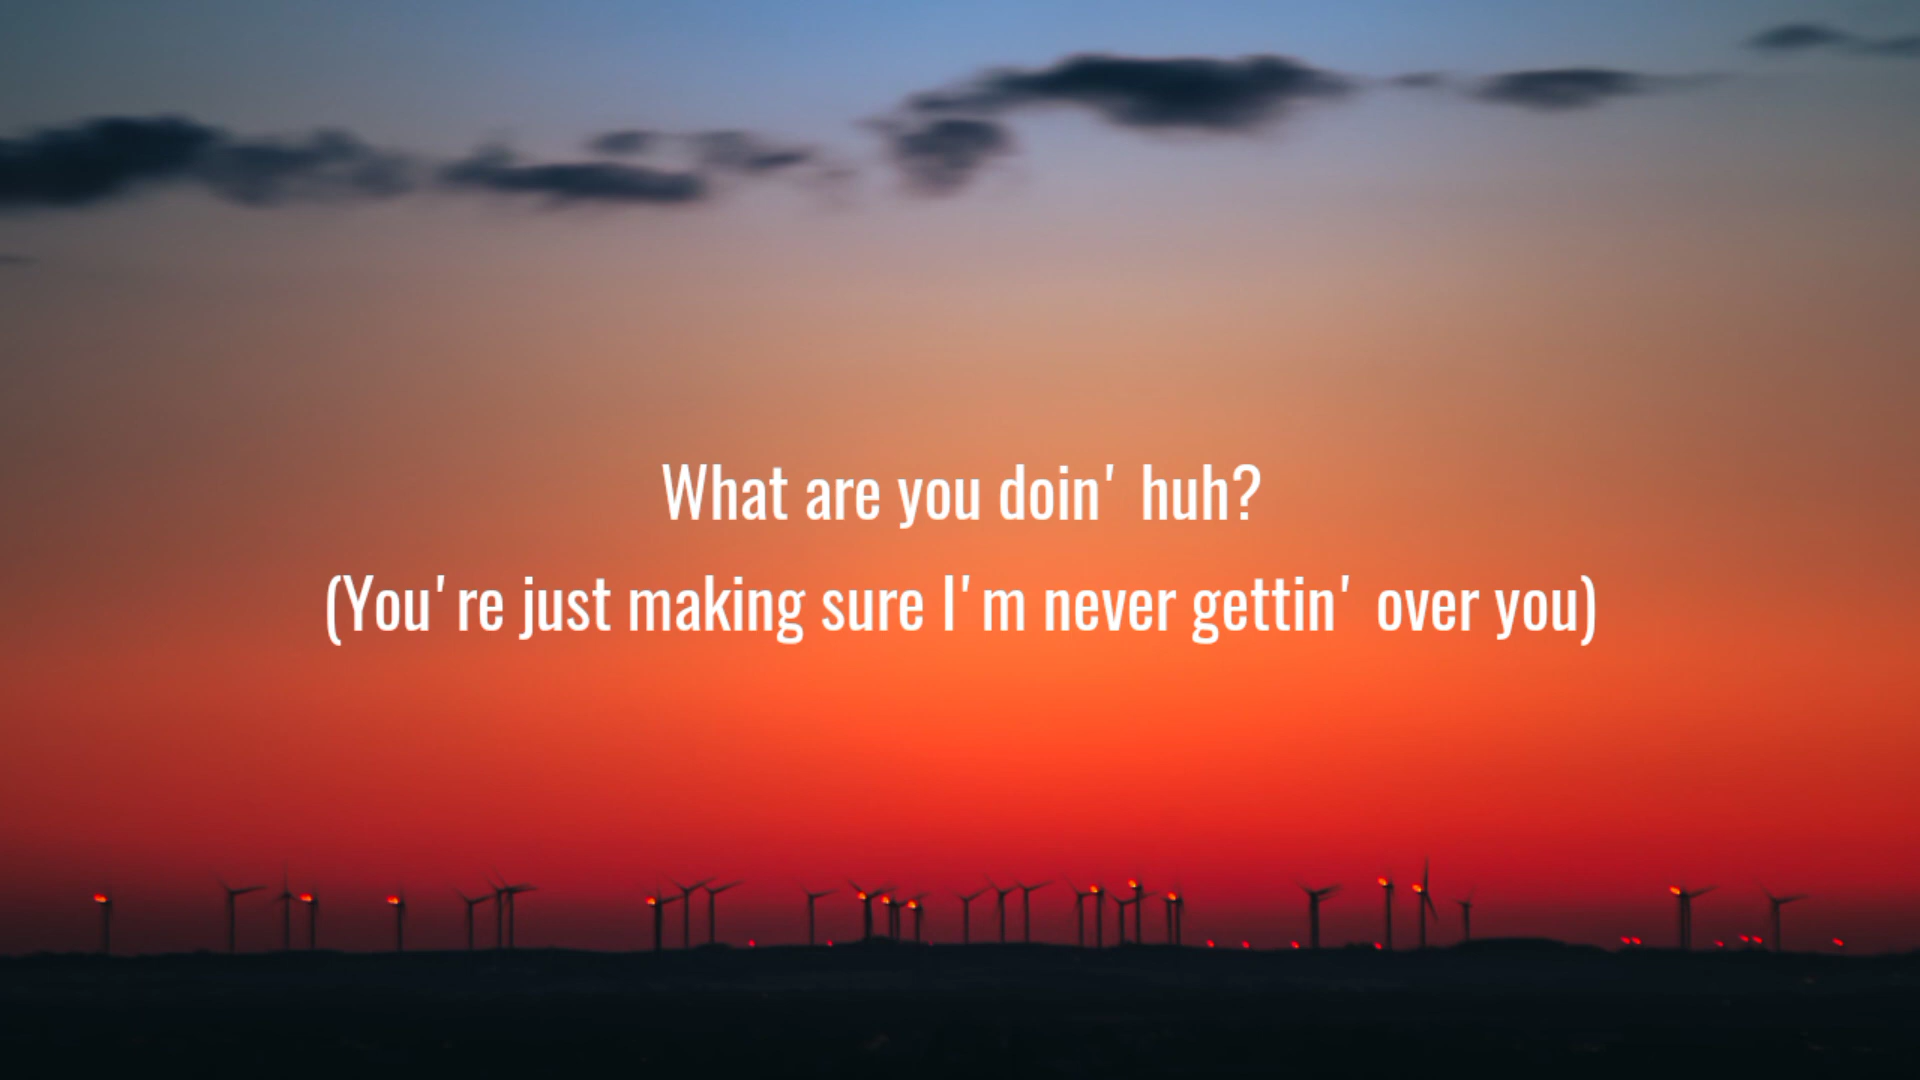 What are you doin' huh?
(You're just making sure I'm never gettin' over you)